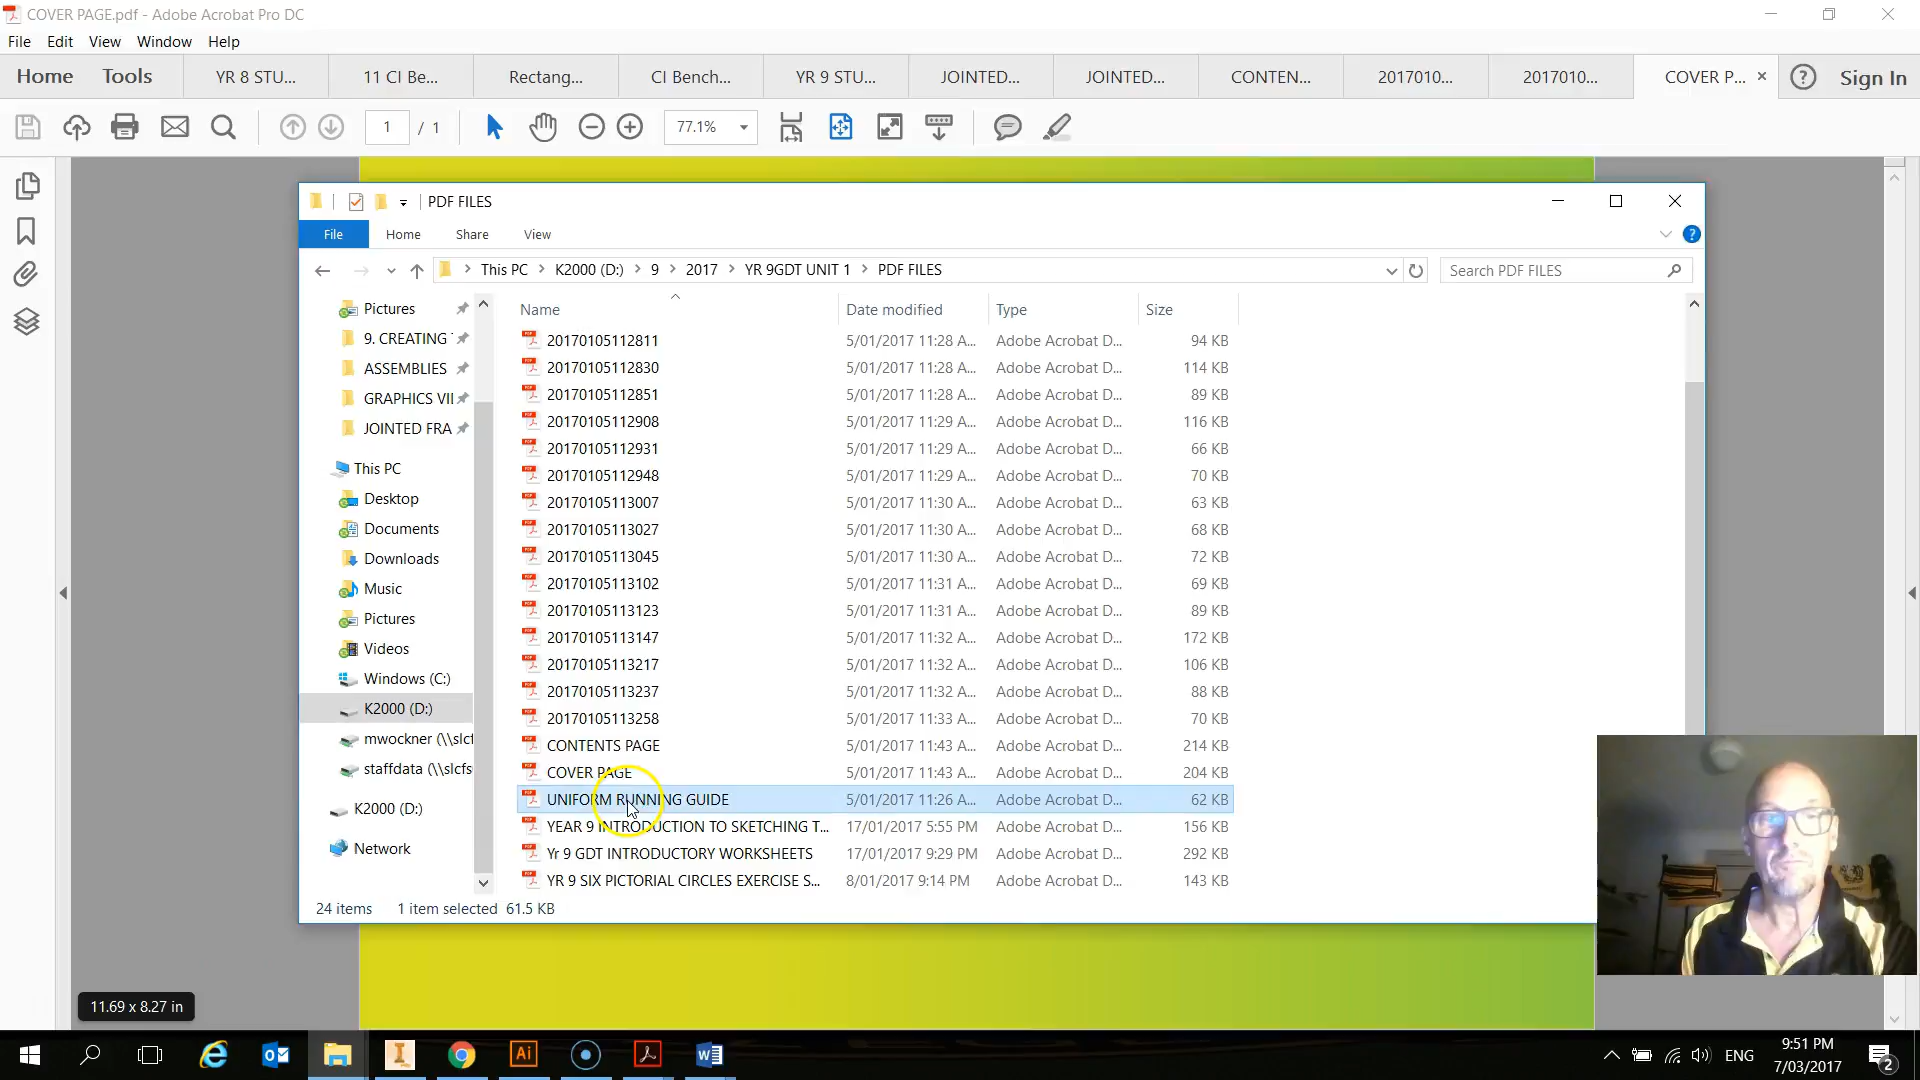 COVER PAGE.pdf - Adobe Acrobat Pro DC
File Edit View Window Help
Home Tools YR 8 STU... 11 CI Be... Rectang... CI Bench... YR 9 STU... JOINTED... JOINTED... CONTEN... 2017010... 2017010... COVER P... Sign In
1 / 1 77.1%
PDF FILES
File Home Share View
This PC > K2000 (D:) > 9 > 2017 > YR 9GDT UNIT 1 > PDF FILES Search PDF FILES
Name Date modified Type Size
Pictures
9. CREATING
ASSEMBLIES
GRAPHICS VII
JOINTED FRA
This PC
Desktop
Documents
Downloads
Music
Pictures
Videos
Windows (C:)
K2000 (D:)
mwockner (\\slcf
staffdata (\\slcfs
K2000 (D:)
Network
20170105112811 5/01/2017 11:28 A... Adobe Acrobat D... 94 KB
20170105112830 5/01/2017 11:28 A... Adobe Acrobat D... 114 KB
20170105112851 5/01/2017 11:28 A... Adobe Acrobat D... 89 KB
20170105112908 5/01/2017 11:29 A... Adobe Acrobat D... 116 KB
20170105112931 5/01/2017 11:29 A... Adobe Acrobat D... 66 KB
20170105112948 5/01/2017 11:29 A... Adobe Acrobat D... 70 KB
20170105113007 5/01/2017 11:30 A... Adobe Acrobat D... 63 KB
20170105113027 5/01/2017 11:30 A... Adobe Acrobat D... 68 KB
20170105113045 5/01/2017 11:30 A... Adobe Acrobat D... 72 KB
20170105113102 5/01/2017 11:31 A... Adobe Acrobat D... 69 KB
20170105113123 5/01/2017 11:31 A... Adobe Acrobat D... 89 KB
20170105113147 5/01/2017 11:32 A... Adobe Acrobat D... 172 KB
20170105113217 5/01/2017 11:32 A... Adobe Acrobat D... 106 KB
20170105113237 5/01/2017 11:32 A... Adobe Acrobat D... 88 KB
20170105113258 5/01/2017 11:33 A... Adobe Acrobat D... 70 KB
CONTENTS PAGE 5/01/2017 11:43 A... Adobe Acrobat D... 214 KB
COVER PAGE 5/01/2017 11:43 A... Adobe Acrobat D... 204 KB
UNIFORM RUNNING GUIDE 5/01/2017 11:26 A... Adobe Acrobat D... 62 KB
YEAR 9 INTRODUCTION TO SKETCHING T... 17/01/2017 5:55 PM Adobe Acrobat D... 156 KB
Yr 9 GDT INTRODUCTORY WORKSHEETS 17/01/2017 9:29 PM Adobe Acrobat D... 292 KB
YR 9 SIX PICTORIAL CIRCLES EXERCISE S... 8/01/2017 9:14 PM Adobe Acrobat D... 143 KB
24 items 1 item selected 61.5 KB
11.69 x 8.27 in
ENG
9:51 PM
7/03/2017
2